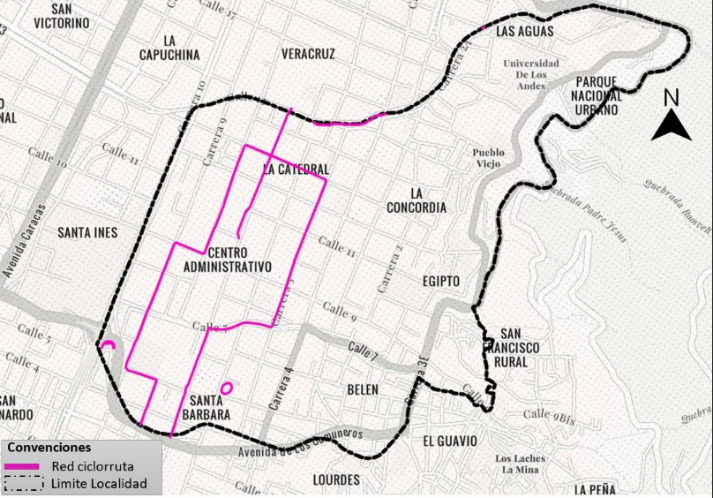 SAN
VICTORINO
Calle 17
LA
CAPUCHINA
VERACRUZ
LAS AGUAS
Universidad
De Los
Andes
PARQUE
NACIONAL
URBANO
N
Carrera 10
Carrera 9
Calle 10
Calle 11
LA CATEDRAL
Pueblo
Viejo
LA
CONCORDIA
Quebrada Padre Jesus
Quebrada Roosevelt
SANTA INES
Avenida Caracas
CENTRO
ADMINISTRATIVO
Calle 11
Carrera 2
EGIPTO
Calle 9
Calle 5
Calle 4
Calle 7
SAN
FRANCISCO
RURAL
Carrera 3E
Carrera 4
BELEN
SANTA
BARBARA
Calle 9Bis
EL GUAVIO
Avenida de Los Comuneros
Los Laches
La Mina
LOURDES
LA PEÑA
Convenciones
Red ciclorruta
Limite Localidad